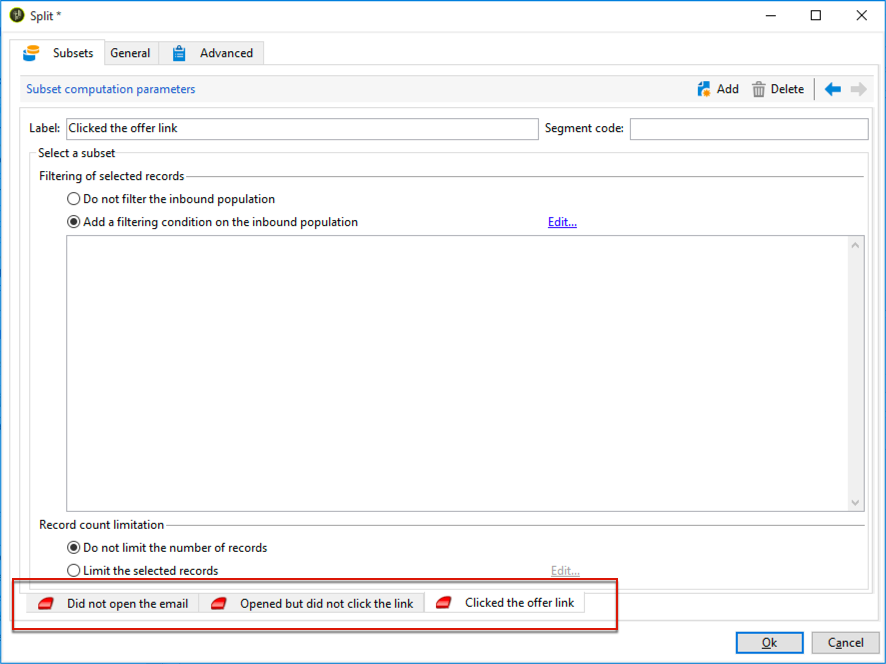 Split *
Subsets General Advanced
Subset computation parameters Add Delete
Label: Clicked the offer link Segment code:
Select a subset
Filtering of selected records
Do not filter the inbound population
Add a filtering condition on the inbound population Edit...
Record count limitation
Do not limit the number of records
Limit the selected records Edit...
Did not open the email Opened but did not click the link Clicked the offer link
Ok Cancel